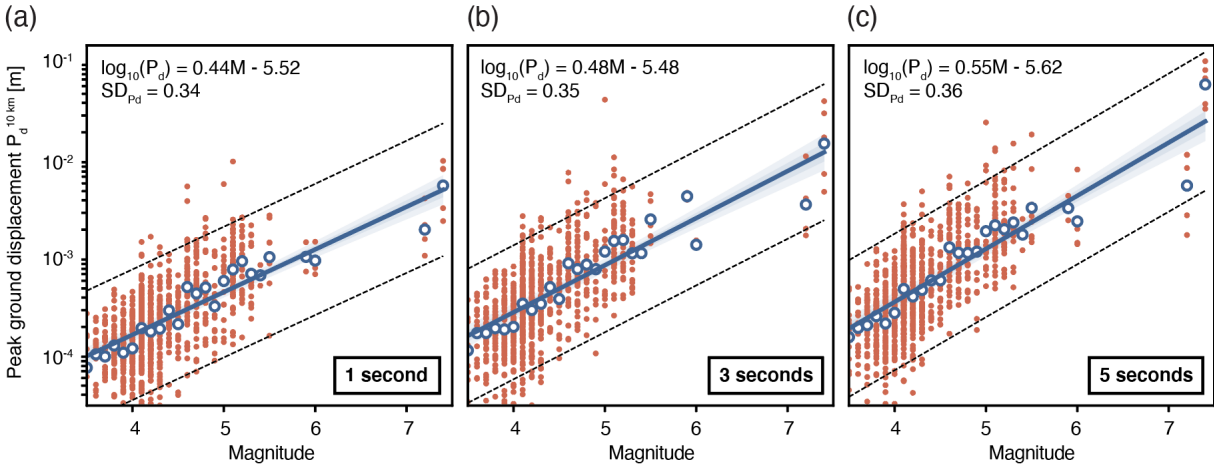 (a)
(b)
(c)
log₁₀(P_d) = 0.44M - 5.52
SD_Pd = 0.34
log₁₀(P_d) = 0.48M - 5.48
SD_Pd = 0.35
log₁₀(P_d) = 0.55M - 5.62
SD_Pd = 0.36
Peak ground displacement P_d^10 km [m]
10⁻¹
10⁻²
10⁻³
10⁻⁴
1 second
3 seconds
5 seconds
4 5 6 7
4 5 6 7
4 5 6 7
Magnitude
Magnitude
Magnitude